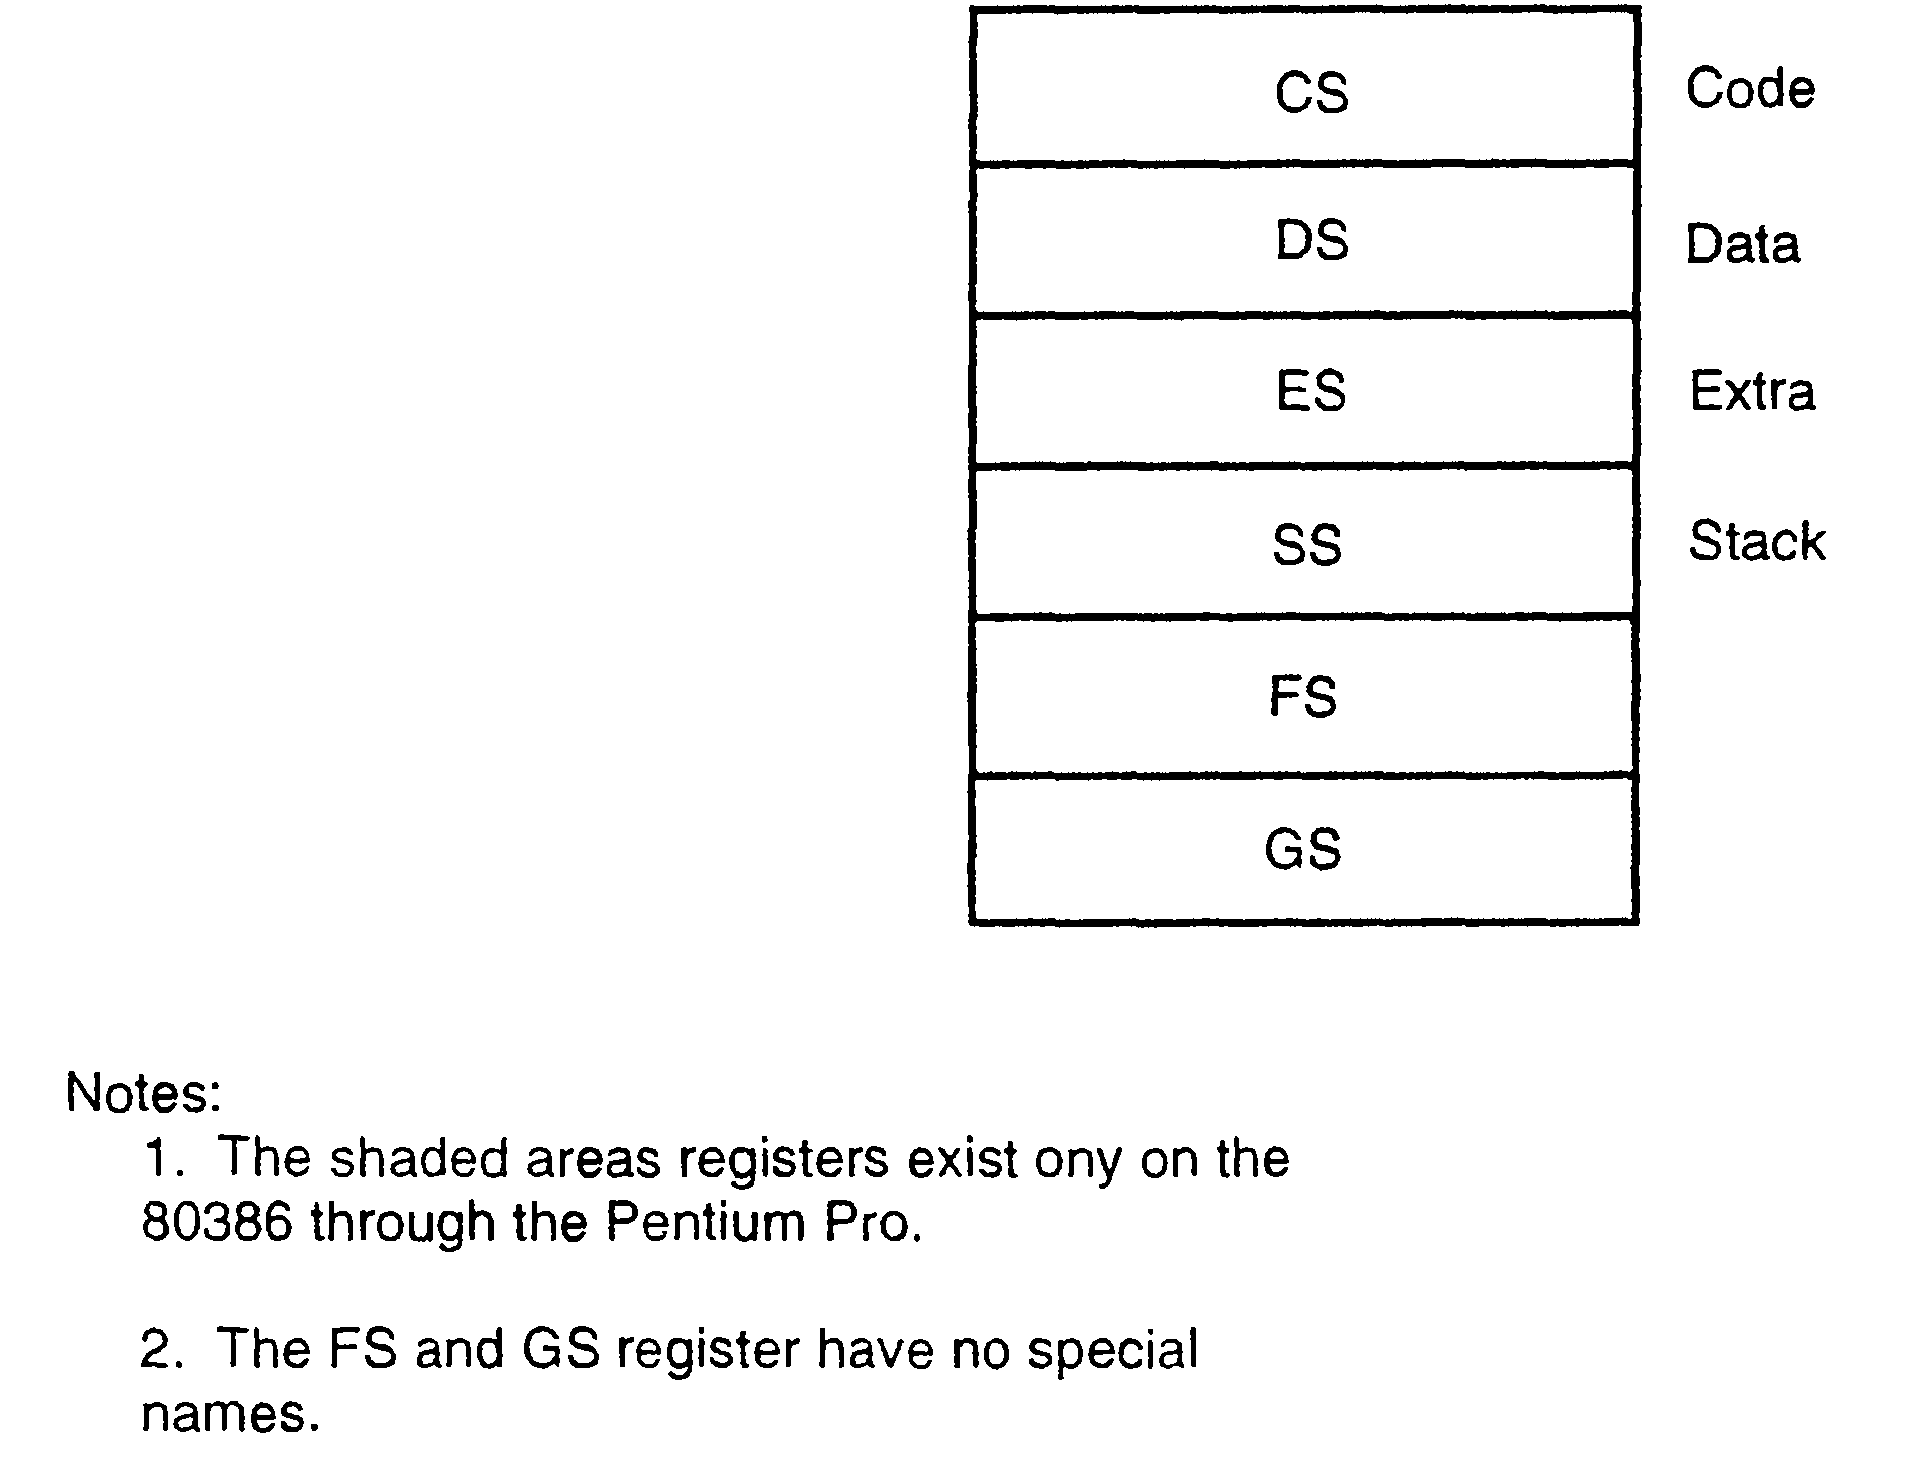 CS Code
DS Data
ES Extra
SS Stack
FS
GS
Notes:
1. The shaded areas registers exist ony on the
80386 through the Pentium Pro.
2. The FS and GS register have no special
names.